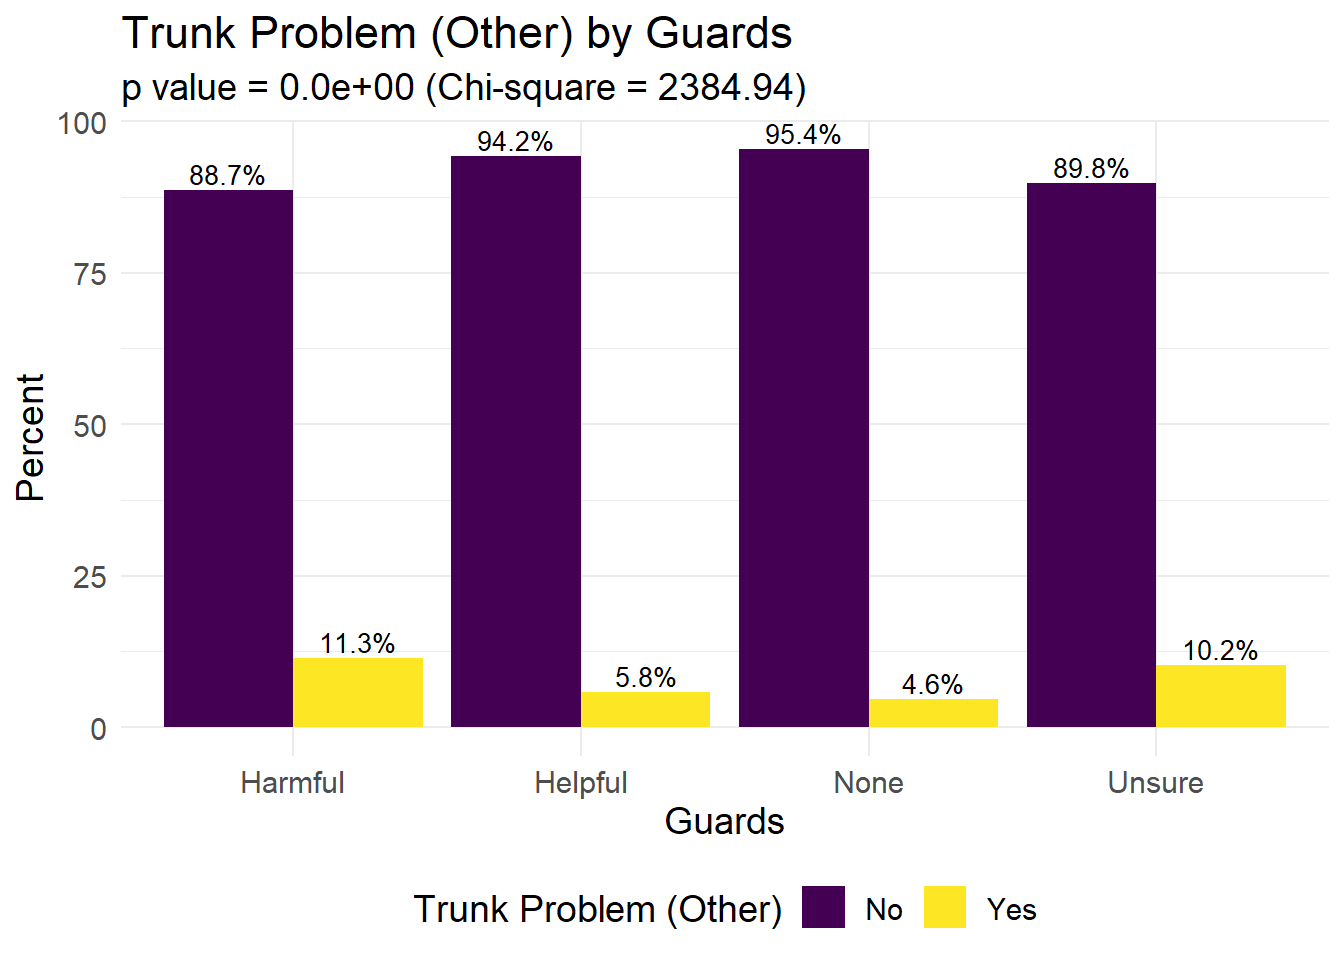 Trunk Problem (Other) by Guards
p value = 0.0e+00 (Chi-square = 2384.94)
100
75
50
25
0
Percent
88.7%
94.2%
95.4%
89.8%
11.3%
5.8%
4.6%
10.2%
Harmful
Helpful
None
Unsure
Guards
Trunk Problem (Other) No Yes